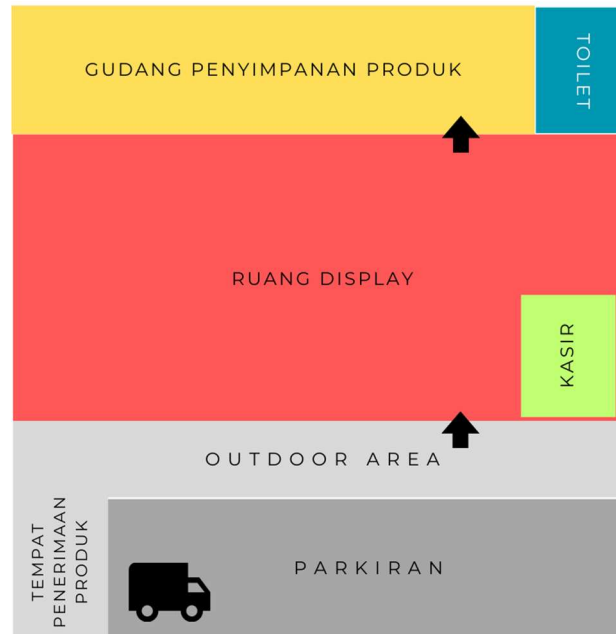 GUDANG PENYIMPANAN PRODUK
TOILET
RUANG DISPLAY
KASIR
OUTDOOR AREA
TEMPAT
PENERIMAAN
PRODUK
PARKIRAN